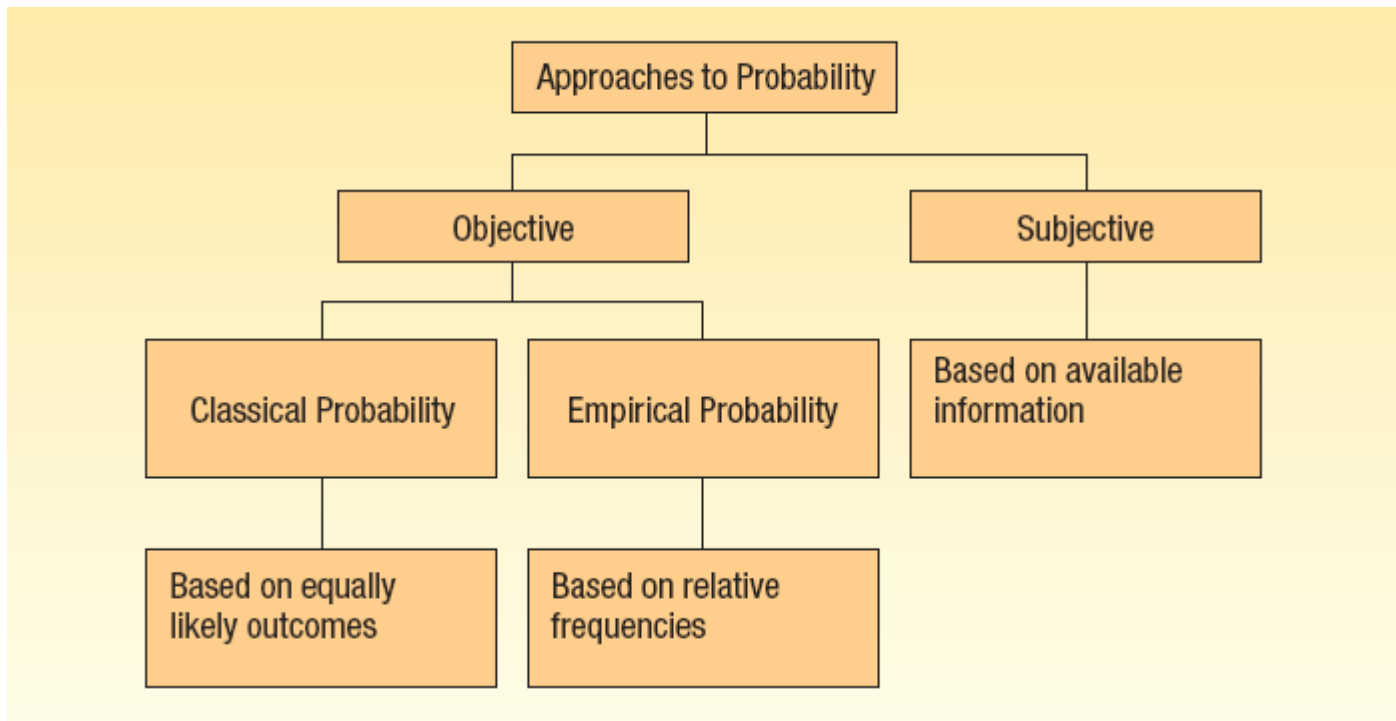 Approaches to Probability
Objective
Subjective
Classical Probability
Empirical Probability
Based on available
information
Based on equally
likely outcomes
Based on relative
frequencies